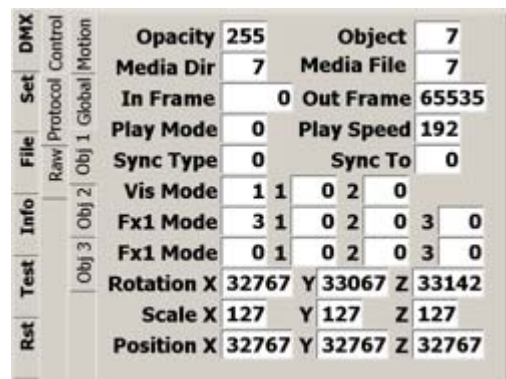 DMX
Set
File
Info
Test
Rst
Control
Protocol
Raw
Motion
Global
Obj 1
Obj 2
Obj 3
Opacity 255 Object 7
Media Dir 7 Media File 7
In Frame 0 Out Frame 65535
Play Mode 0 Play Speed 192
Sync Type 0 Sync To 0
Vis Mode 1 1 0 2 0
Fx1 Mode 3 1 0 2 0 3 0
Fx1 Mode 0 1 0 2 0 3 0
Rotation X 32767 Y 33067 Z 33142
Scale X 127 Y 127 Z 127
Position X 32767 Y 32767 Z 32767